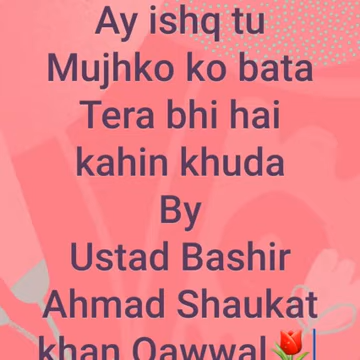 Ay ishq tu
Mujhko ko bata
Tera bhi hai
kahin khuda
By
Ustad Bashir
Ahmad Shaukat
khan Qawwal🌷